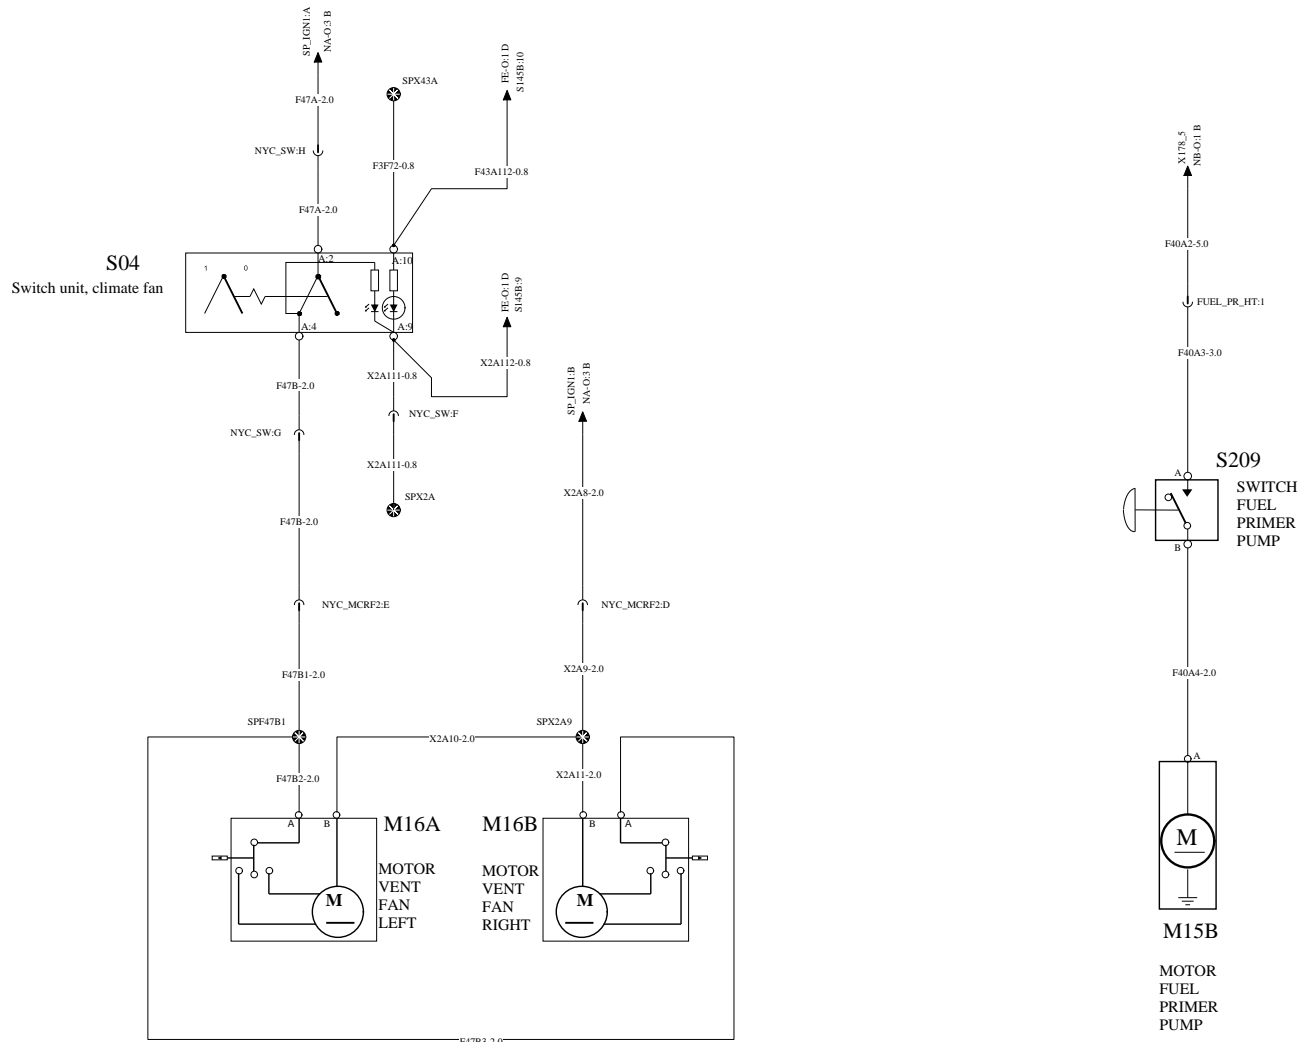 SP_IGN1:A
NA-O:3 B
F47A-2.0
NYC_SW:H
F47A-2.0
SPX43A
F3F72-0.8
FE-O:1 D
S145B:10
F43A112-0.8
S04
Switch unit, climate fan
1
0
A:2
A:10
A:4
A:9
FE-O:1 D
S145B:9
X2A112-0.8
F47B-2.0
X2A111-0.8
NYC_SW:G
NYC_SW:F
X2A111-0.8
SPX2A
F47B-2.0
SP_IGN1:B
NA-O:3 B
X2A8-2.0
NYC_MCRF2:E
NYC_MCRF2:D
F47B1-2.0
X2A9-2.0
SPF47B1
SPX2A9
X2A10-2.0
F47B2-2.0
X2A11-2.0
A
B
M16A
M
MOTOR
VENT
FAN
LEFT
M16B
B
A
M
MOTOR
VENT
FAN
RIGHT
F47B3-2.0
X178_5
NB-O:1 B
F40A2-5.0
FUEL_PR_HT:1
F40A3-3.0
S209
A
SWITCH
FUEL
PRIMER
PUMP
B
F40A4-2.0
A
M
M15B
MOTOR
FUEL
PRIMER
PUMP